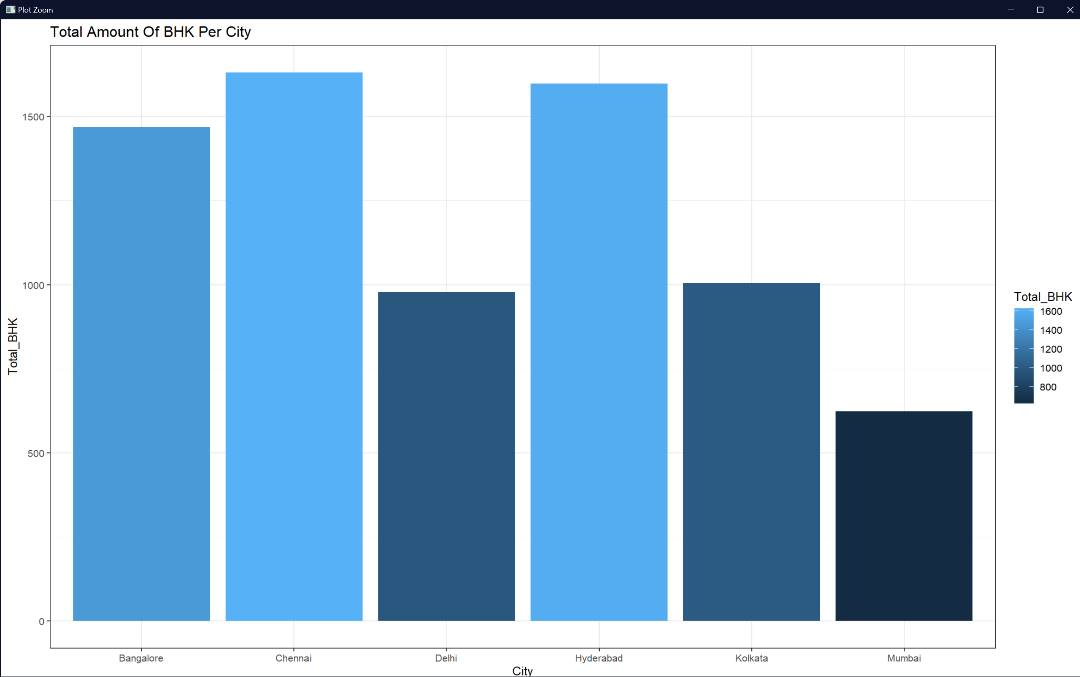 Plot Zoom
Total Amount Of BHK Per City
1500
1000
500
0
Total_BHK
Bangalore Chennai Delhi Hyderabad Kolkata Mumbai
City
Total_BHK
1600
1400
1200
1000
800